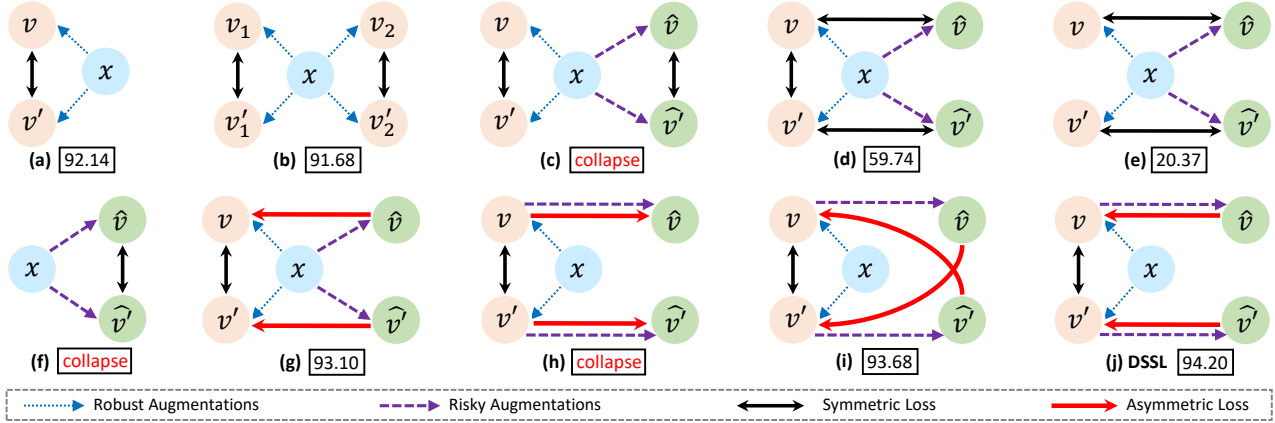 v x v′ (a) 92.14
v₁ v₂ x v′₁ v′₂ (b) 91.68
v v̂ x v′ v̂′ (c) collapse
v v̂ x v′ v̂′ (d) 59.74
v v̂ x v′ v̂′ (e) 20.37
v̂ x v̂′ (f) collapse
v v̂ x v′ v̂′ (g) 93.10
v v̂ x v′ v̂′ (h) collapse
v v̂ x v′ v̂′ (i) 93.68
v v̂ x v′ v̂′ (j) DSSL 94.20
Robust Augmentations Risky Augmentations Symmetric Loss Asymmetric Loss